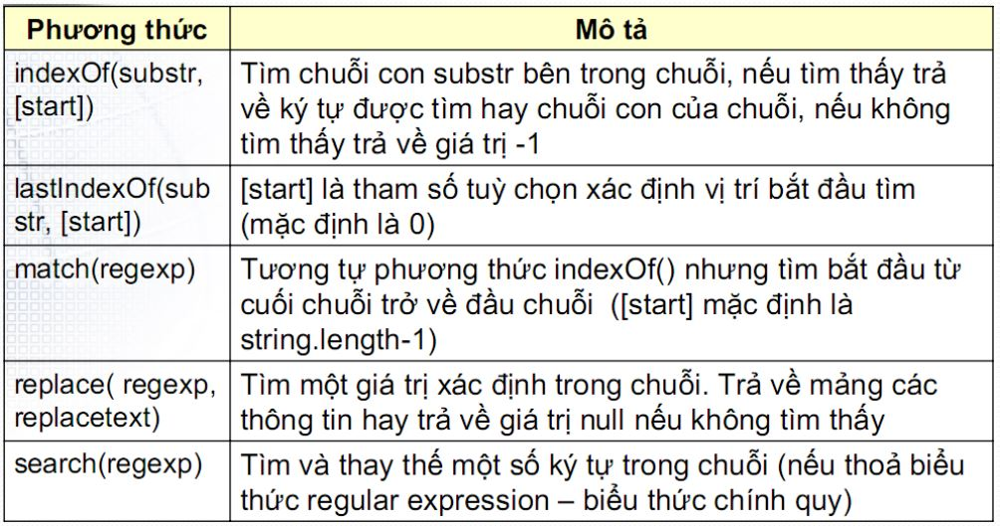 Phương thức
Mô tả
indexOf(substr,
[start])
Tìm chuỗi con substr bên trong chuỗi, nếu tìm thấy trả
về ký tự được tìm hay chuỗi con của chuỗi, nếu không
tìm thấy trả về giá trị -1
lastIndexOf(sub
str, [start])
[start] là tham số tuỳ chọn xác định vị trí bắt đầu tìm
(mặc định là 0)
match(regexp)
Tương tự phương thức indexOf() nhưng tìm bắt đầu từ
cuối chuỗi trở về đầu chuỗi  ([start] mặc định là
string.length-1)
replace( regexp,
replacetext)
Tìm một giá trị xác định trong chuỗi. Trả về mảng các
thông tin hay trả về giá trị null nếu không tìm thấy
search(regexp)
Tìm và thay thế một số ký tự trong chuỗi (nếu thoả biểu
thức regular expression – biểu thức chính quy)